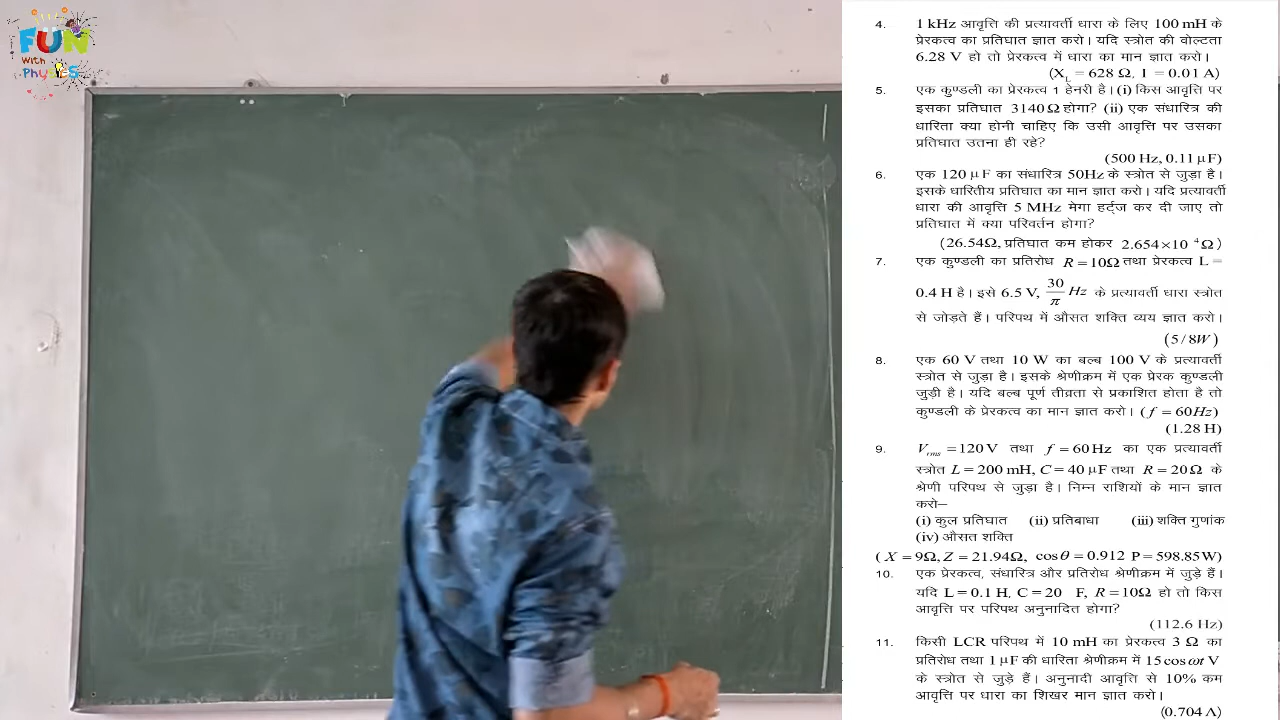 FUN
With
Physics
4. 1 kHz आवृत्ति की प्रत्यावर्ती धारा के लिए 100 mH के
प्रेरकत्व का प्रतिघात ज्ञात करो। यदि स्त्रोत की वोल्टता
6.28 V हो तो प्रेरकत्व में धारा का मान ज्ञात करो।
(X_L = 628 Ω, I = 0.01 A)
5. एक कुण्डली का प्रेरकत्व 1 हेनरी है। (i) किस आवृत्ति पर
इसका प्रतिघात 3140 Ω होगा? (ii) एक संधारित्र की
धारिता क्या होनी चाहिए कि उसी आवृत्ति पर उसका
प्रतिघात उतना ही रहे?
(500 Hz, 0.11 μF)
6. एक 120 μF का संधारित्र 50Hz के स्त्रोत से जुड़ा है।
इसके धारितीय प्रतिघात का मान ज्ञात करो। यदि प्रत्यावर्ती
धारा की आवृत्ति 5 MHz मेगा हर्ट्ज कर दी जाए तो
प्रतिघात में क्या परिवर्तन होगा?
(26.54Ω, प्रतिघात कम होकर 2.654×10 ⁴Ω)
7. एक कुण्डली का प्रतिरोध R = 10Ω तथा प्रेरकत्व L =
0.4 H है। इसे 6.5 V, 30/π Hz के प्रत्यावर्ती धारा स्त्रोत
से जोड़ते हैं। परिपथ में औसत शक्ति व्यय ज्ञात करो।
(5/8W)
8. एक 60 V तथा 10 W का बल्ब 100 V के प्रत्यावर्ती
स्त्रोत से जुड़ा है। इसके श्रेणीक्रम में एक प्रेरक कुण्डली
जुड़ी है। यदि बल्ब पूर्ण तीव्रता से प्रकाशित होता है तो
कुण्डली के प्रेरकत्व का मान ज्ञात करो। (f = 60Hz)
(1.28 H)
9. V_rms = 120 V तथा f = 60 Hz का एक प्रत्यावर्ती
स्त्रोत L = 200 mH, C = 40 μF तथा R = 20 Ω के
श्रेणी परिपथ से जुड़ा है। निम्न राशियों के मान ज्ञात
करो–
(i) कुल प्रतिघात (ii) प्रतिबाधा (iii) शक्ति गुणांक
(iv) औसत शक्ति
(X = 9Ω, Z = 21.94Ω, cosθ = 0.912 P = 598.85W)
10. एक प्रेरकत्व, संधारित्र और प्रतिरोध श्रेणीक्रम में जुड़े हैं।
यदि L = 0.1 H, C = 20 F, R = 10Ω हो तो किस
आवृत्ति पर परिपथ अनुनादित होगा?
(112.6 Hz)
11. किसी LCR परिपथ में 10 mH का प्रेरकत्व 3 Ω का
प्रतिरोध तथा 1 μF की धारिता श्रेणीक्रम में 15 cos ωt V
के स्त्रोत से जुड़े हैं। अनुनादी आवृत्ति से 10% कम
आवृत्ति पर धारा का शिखर मान ज्ञात करो।
(0.704 A)